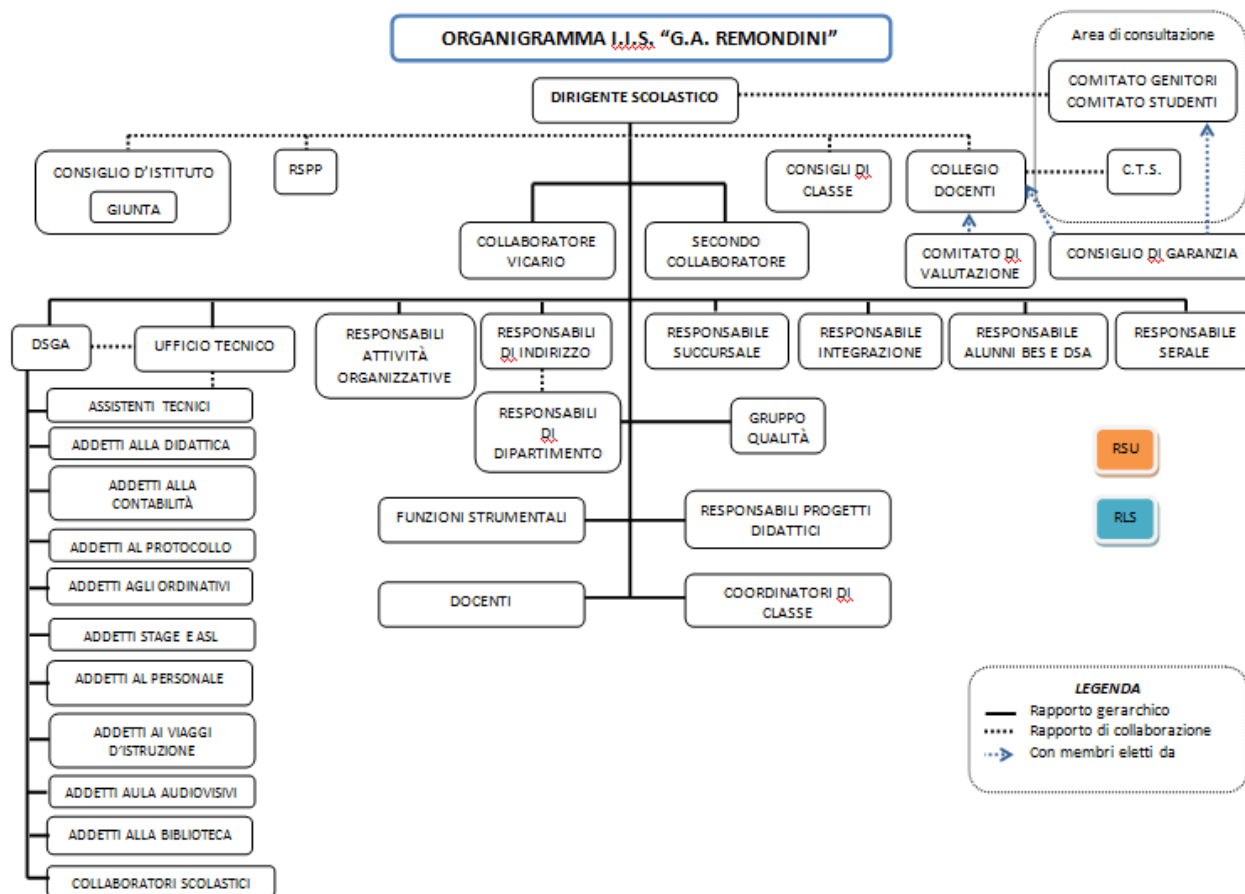 ORGANIGRAMMA I.I.S. “G.A. REMONDINI”
Area di consultazione
DIRIGENTE SCOLASTICO
COMITATO GENITORI
COMITATO STUDENTI
CONSIGLIO D’ISTITUTO
GIUNTA
RSPP
CONSIGLI DI
CLASSE
COLLEGIO
DOCENTI
C.T.S.
COLLABORATORE
VICARIO
SECONDO
COLLABORATORE
COMITATO DI
VALUTAZIONE
CONSIGLIO DI GARANZIA
DSGA
UFFICIO TECNICO
RESPONSABILI
ATTIVITÀ
ORGANIZZATIVE
RESPONSABILI
DI INDIRIZZO
RESPONSABILE
SUCCURSALE
RESPONSABILE
INTEGRAZIONE
RESPONSABILE
ALUNNI BES E DSA
RESPONSABILE
SERALE
ASSISTENTI TECNICI
ADDETTI ALLA DIDATTICA
ADDETTI ALLA
CONTABILITÀ
ADDETTI AL PROTOCOLLO
ADDETTI AGLI ORDINATIVI
ADDETTI STAGE E ASL
ADDETTI AL PERSONALE
ADDETTI AI VIAGGI
D’ISTRUZIONE
ADDETTI AULA AUDIOVISIVI
ADDETTI ALLA BIBLIOTECA
COLLABORATORI SCOLASTICI
RESPONSABILI
DI
DIPARTIMENTO
GRUPPO
QUALITÀ
FUNZIONI STRUMENTALI
RESPONSABILI PROGETTI
DIDATTICI
DOCENTI
COORDINATORI DI
CLASSE
RSU
RLS
LEGENDA
Rapporto gerarchico
Rapporto di collaborazione
Con membri eletti da